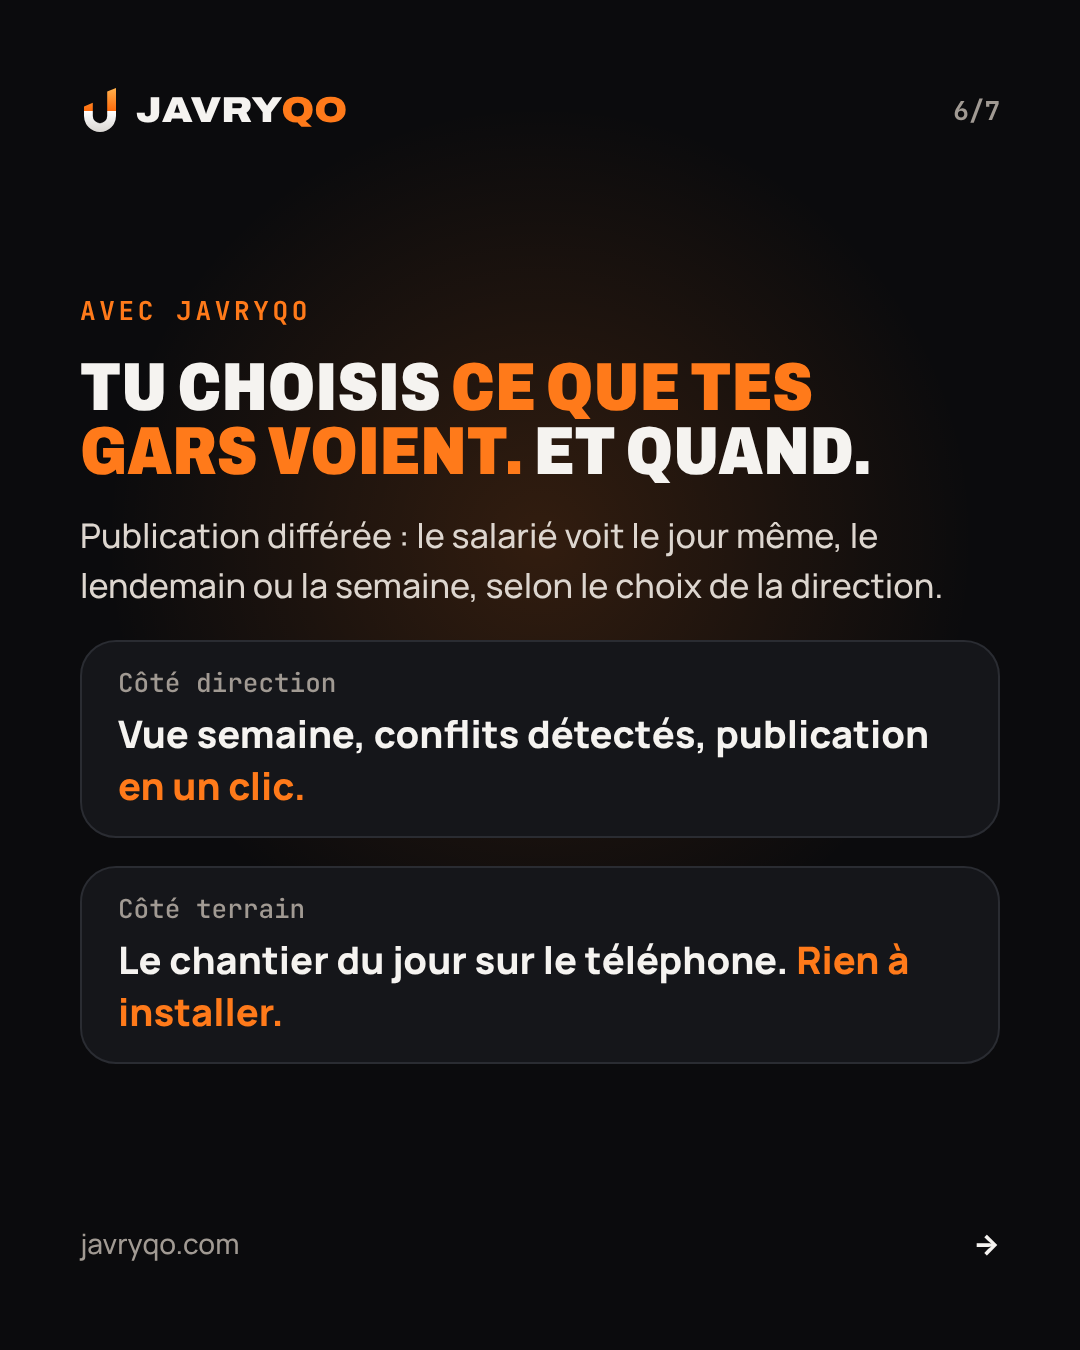 JAVRYQO
6/7
AVEC JAVRYQO
TU CHOISIS CE QUE TES
GARS VOIENT. ET QUAND.
Publication différée : le salarié voit le jour même, le
lendemain ou la semaine, selon le choix de la direction.
Côté direction
Vue semaine, conflits détectés, publication
en un clic.
Côté terrain
Le chantier du jour sur le téléphone. Rien à
installer.
javryqo.com
→